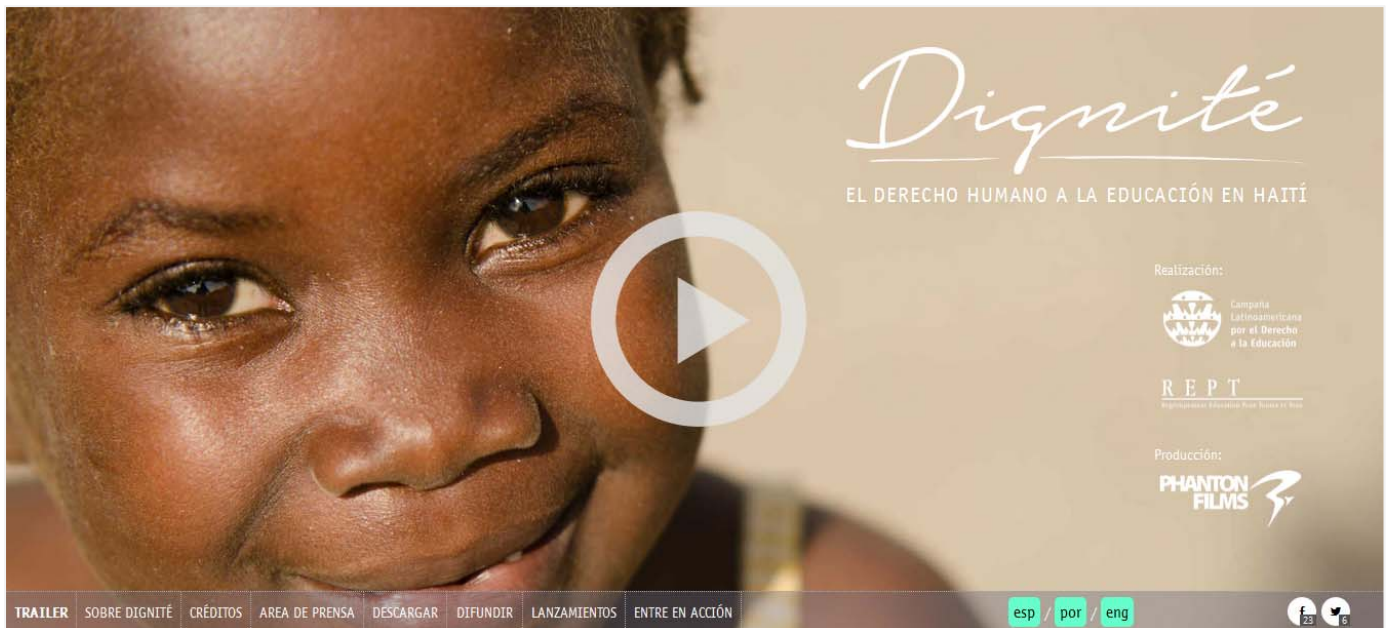 Dignité
EL DERECHO HUMANO A LA EDUCACIÓN EN HAITÍ
Realización:
Campaña
Latinoamericana
por el Derecho
a la Educación
REPT
Producción:
PHANTON
FILMS
TRAILER SOBRE DIGNITÉ CRÉDITOS AREA DE PRENSA DESCARGAR DIFUNDIR LANZAMIENTOS ENTRE EN ACCIÓN esp / por / eng 23 6